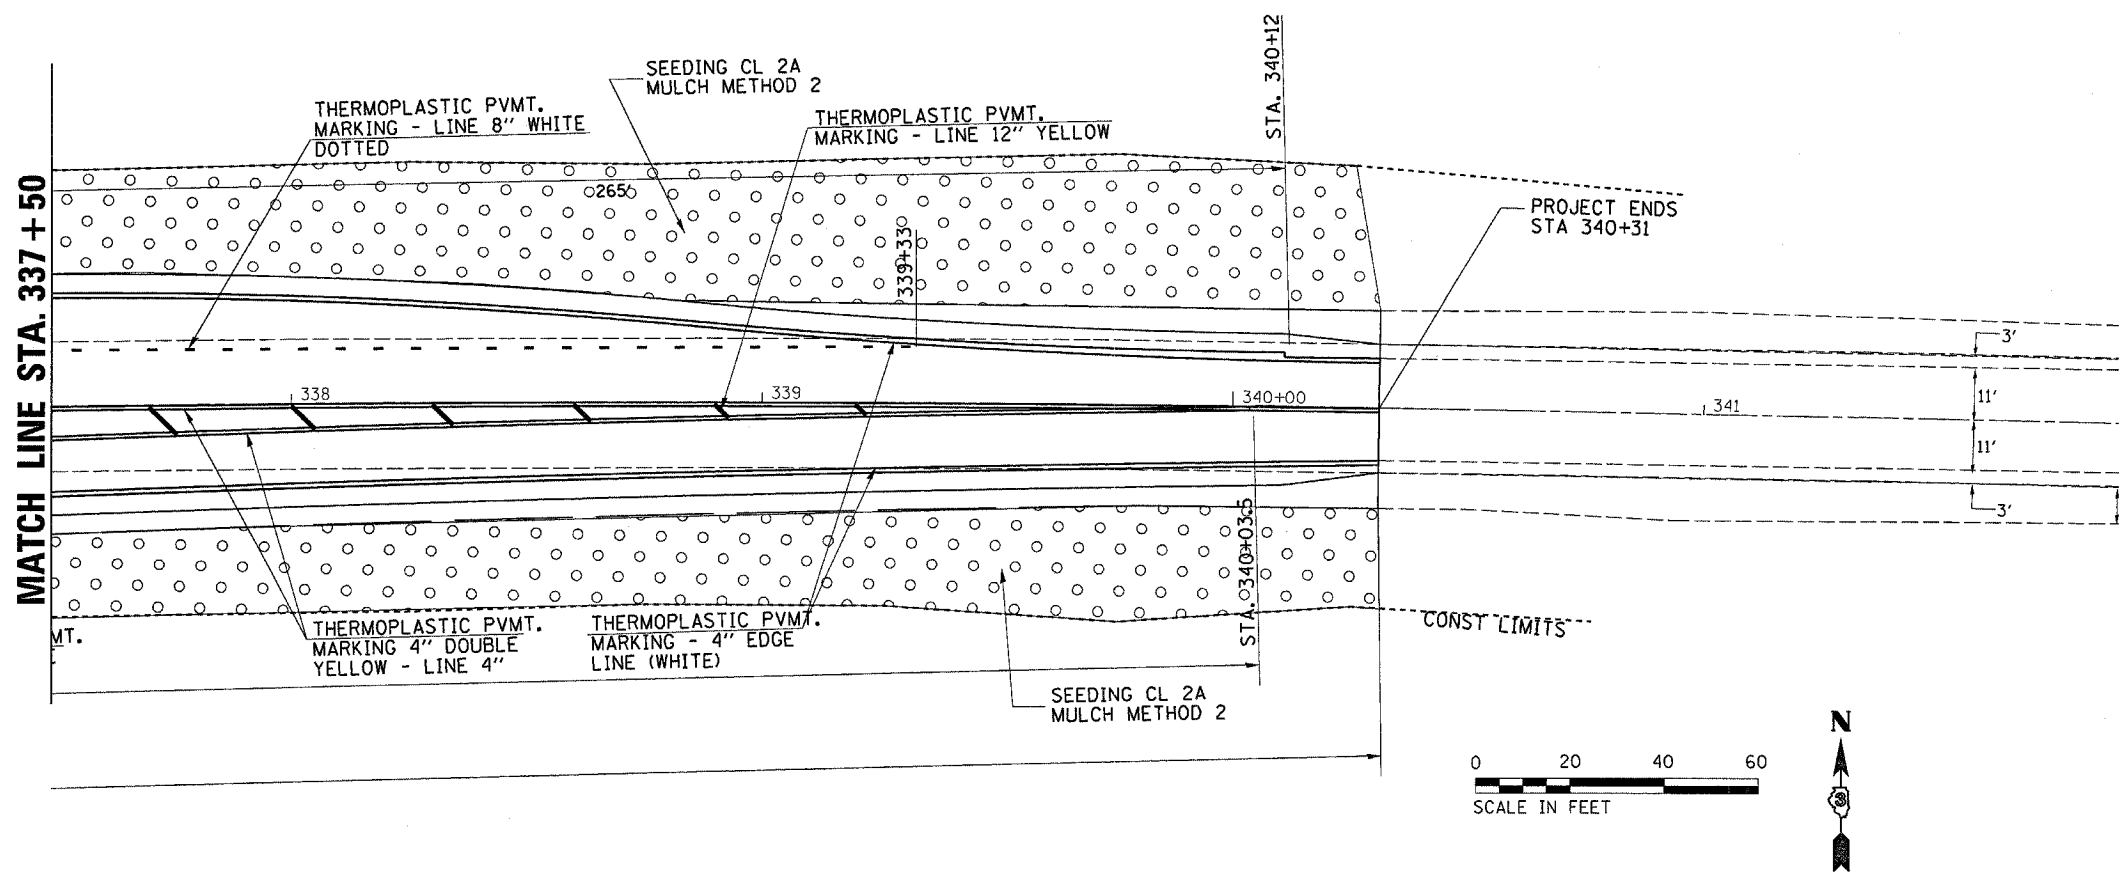 STA. 340+12
SEEDING CL 2A
MULCH METHOD 2
THERMOPLASTIC PVMT.
MARKING - LINE 8" WHITE
DOTTED
THERMOPLASTIC PVMT.
MARKING - LINE 12" YELLOW
MATCH LINE STA. 337+50
265'
339+33
PROJECT ENDS
STA 340+31
3'
11'
11'
3'
338
339
340+00
341
STA. 340+03.5
MT.
THERMOPLASTIC PVMT.
MARKING 4" DOUBLE
YELLOW - LINE 4"
THERMOPLASTIC PVMT.
MARKING - 4" EDGE
LINE (WHITE)
CONST LIMITS
SEEDING CL 2A
MULCH METHOD 2
N
3
0 20 40 60
SCALE IN FEET